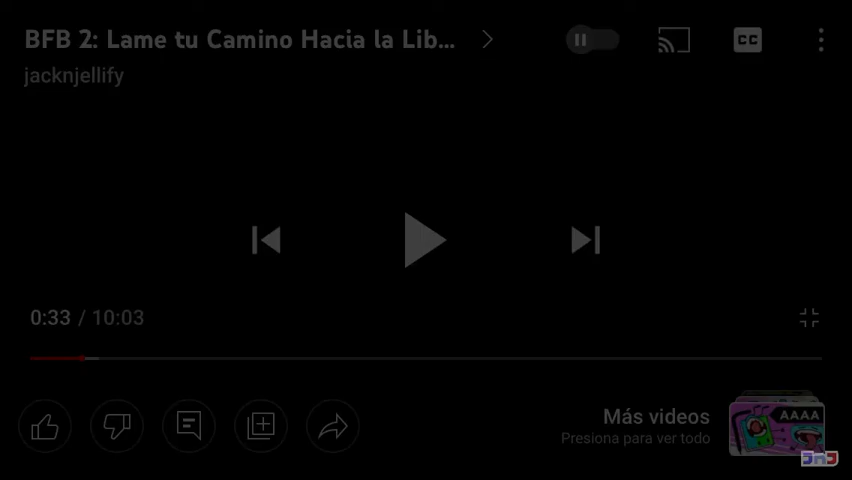 BFB 2: Lame tu Camino Hacia la Lib...
CC
jacknjellify
0:33 / 10:03
Más videos
Presiona para ver todo
AAAA
JnJ